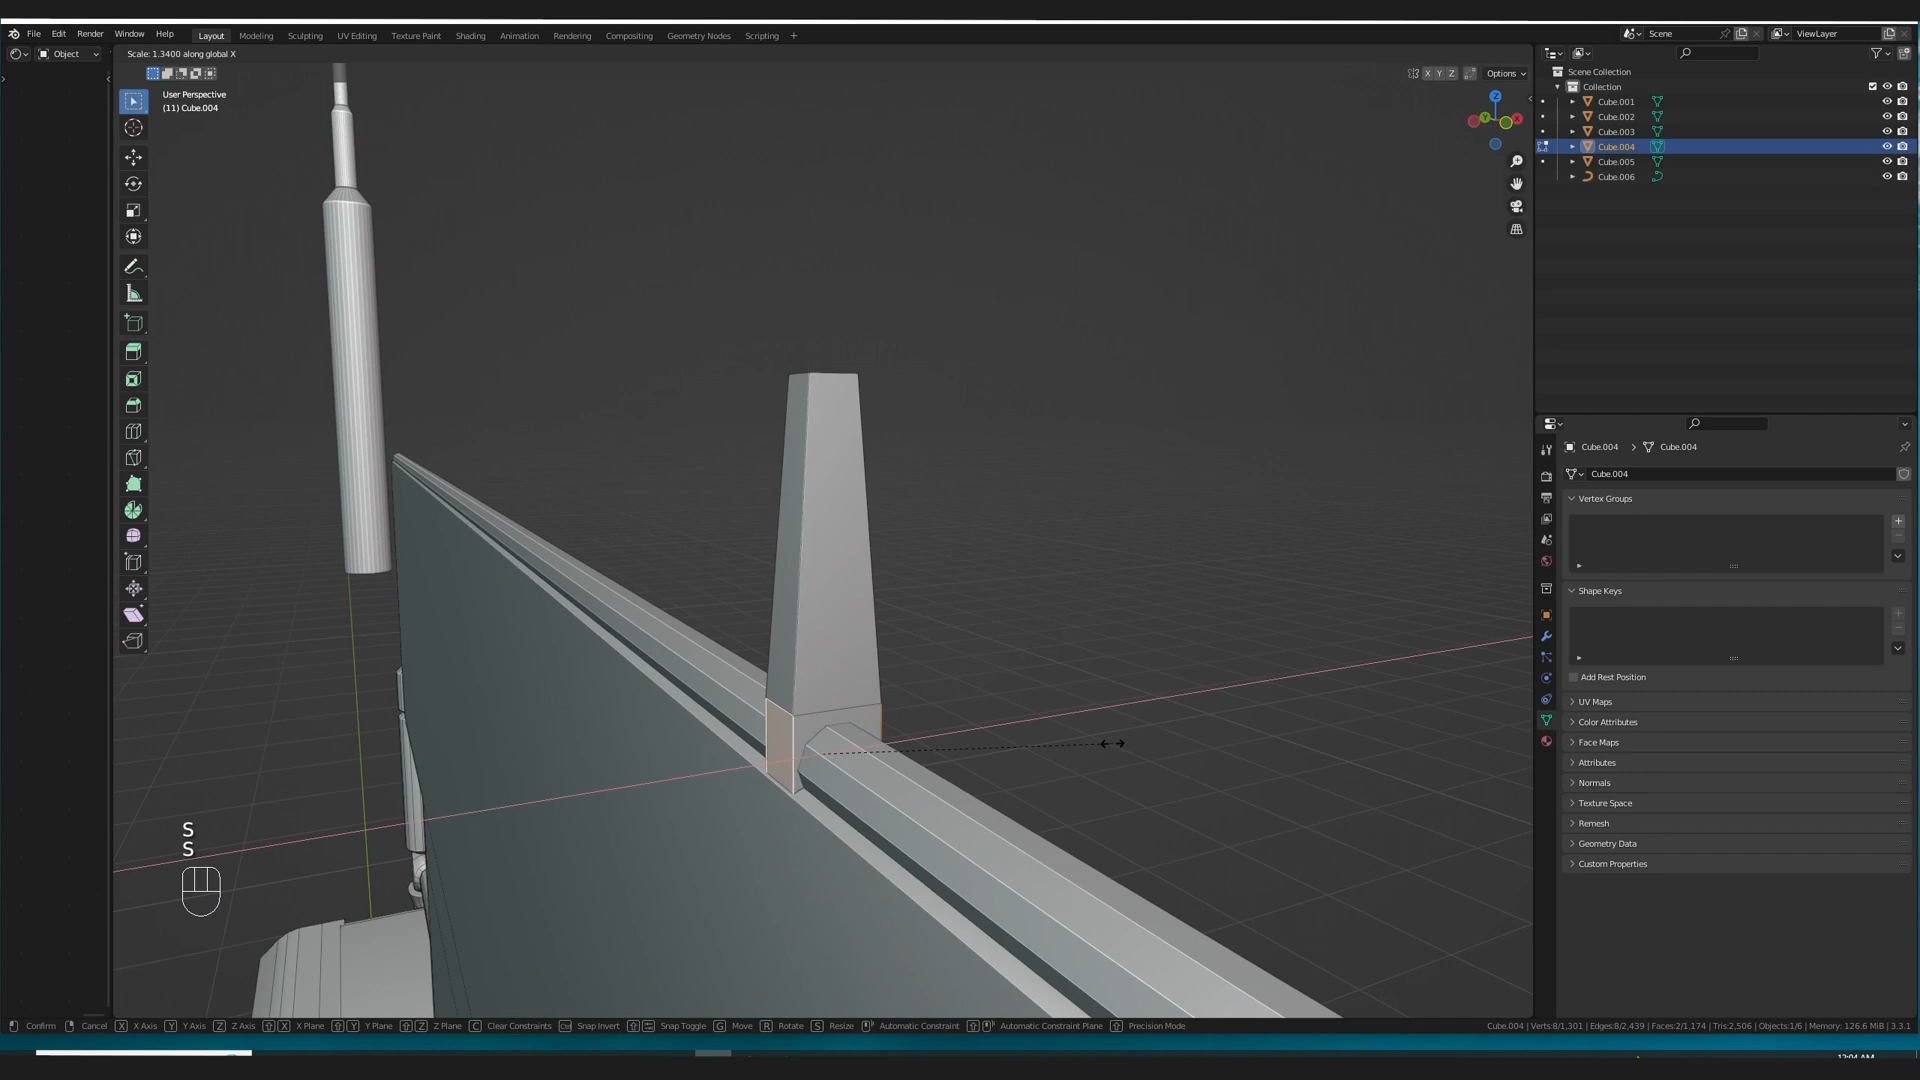 File Edit Render Window Help Layout Modeling Sculpting UV Editing Texture Paint Shading Animation Rendering Compositing Geometry Nodes Scripting + Scene ViewLayer
Object
Scale: 1.3400 along global X
X Y Z Options
User Perspective
(11) Cube.004
Z
Y
X
Scene Collection
Collection
Cube.001
Cube.002
Cube.003
Cube.004
Cube.005
Cube.006
Cube.004 > Cube.004
Cube.004
Vertex Groups
Shape Keys
Add Rest Position
UV Maps
Color Attributes
Face Maps
Attributes
Normals
Texture Space
Remesh
Geometry Data
Custom Properties
S
S
Confirm Cancel X X Axis Y Y Axis Z Z Axis X X Plane Y Y Plane Z Z Plane C Clear Constraints Ctrl Snap Invert Snap Toggle G Move R Rotate S Resize Automatic Constraint Automatic Constraint Plane Precision Mode
Cube.004 | Verts:8/1,301 | Edges:8/2,439 | Faces:2/1,174 | Tris:2,506 | Objects:1/6 | Memory: 126.6 MiB | 3.3.1